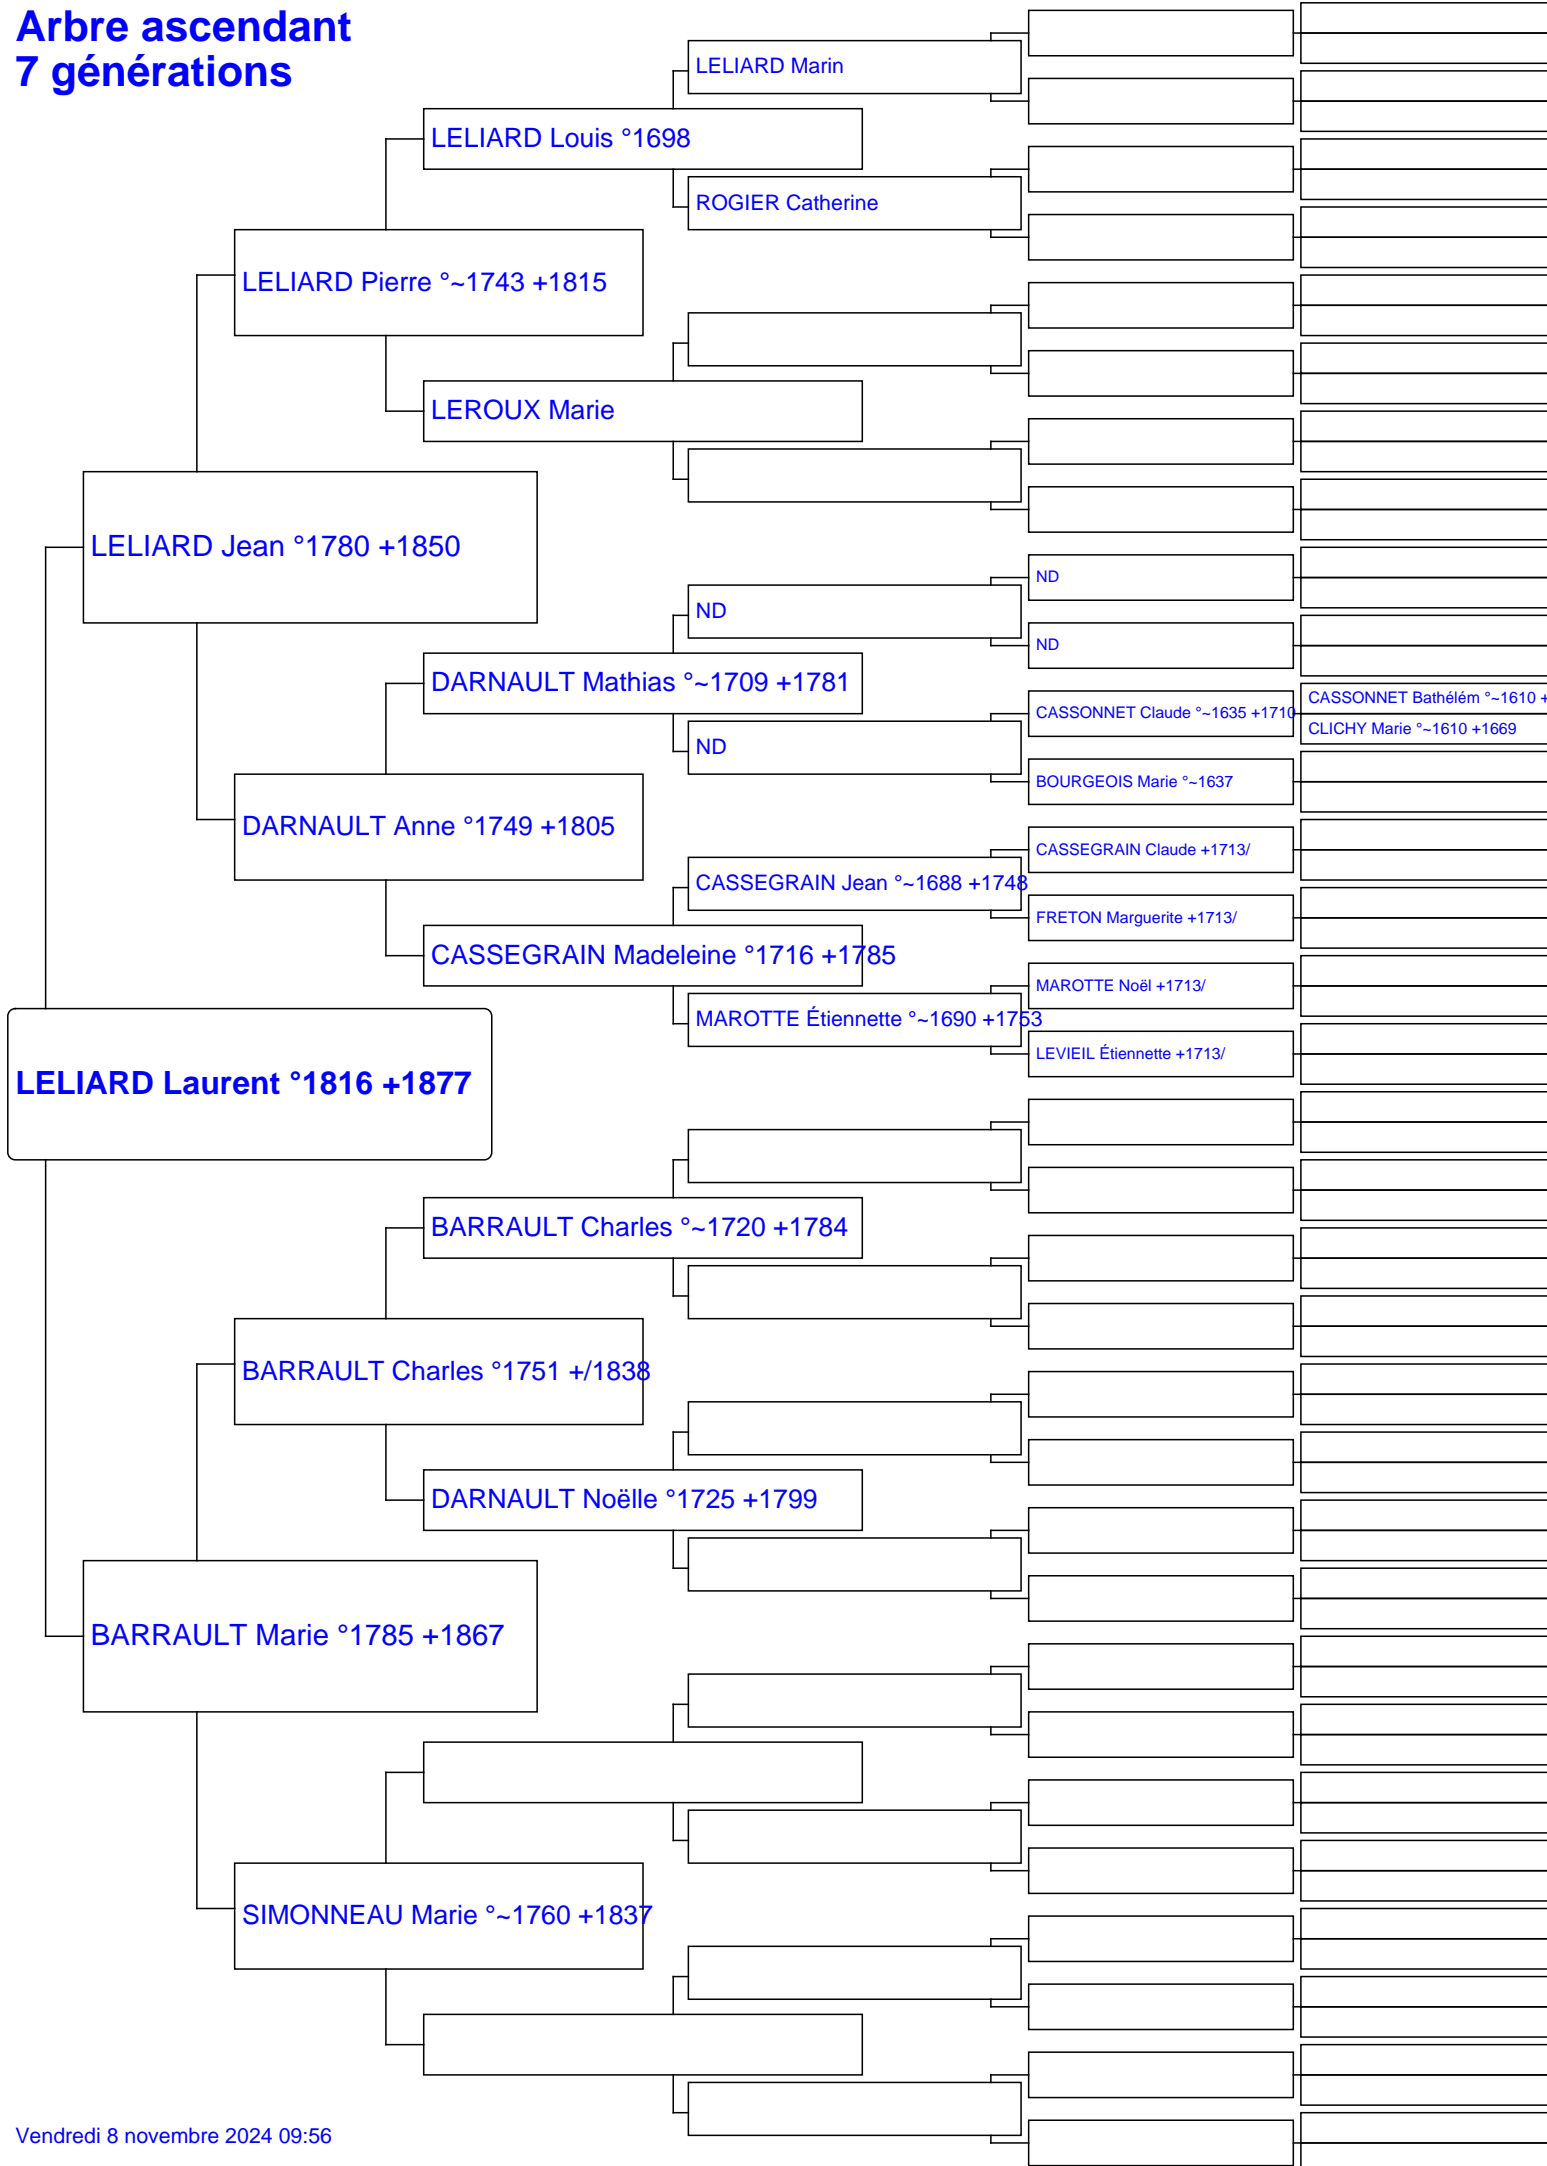 Arbre ascendant
7 générations
LELIARD Marin
LELIARD Louis °1698
ROGIER Catherine
LELIARD Pierre °~1743 +1815
LEROUX Marie
LELIARD Jean °1780 +1850
ND
ND
ND
DARNAULT Mathias °~1709 +1781
ND
CASSONNET Claude °~1635 +1710
CASSONNET Bathélém °~1610 +
CLICHY Marie °~1610 +1669
BOURGEOIS Marie °~1637
DARNAULT Anne °1749 +1805
CASSEGRAIN Claude +1713/
CASSEGRAIN Jean °~1688 +1748
FRETON Marguerite +1713/
CASSEGRAIN Madeleine °1716 +1785
MAROTTE Noël +1713/
MAROTTE Étiennette °~1690 +1753
LEVIEIL Étiennette +1713/
LELIARD Laurent °1816 +1877
BARRAULT Charles °~1720 +1784
BARRAULT Charles °1751 +/1838
DARNAULT Noëlle °1725 +1799
BARRAULT Marie °1785 +1867
SIMONNEAU Marie °~1760 +1837
Vendredi 8 novembre 2024 09:56